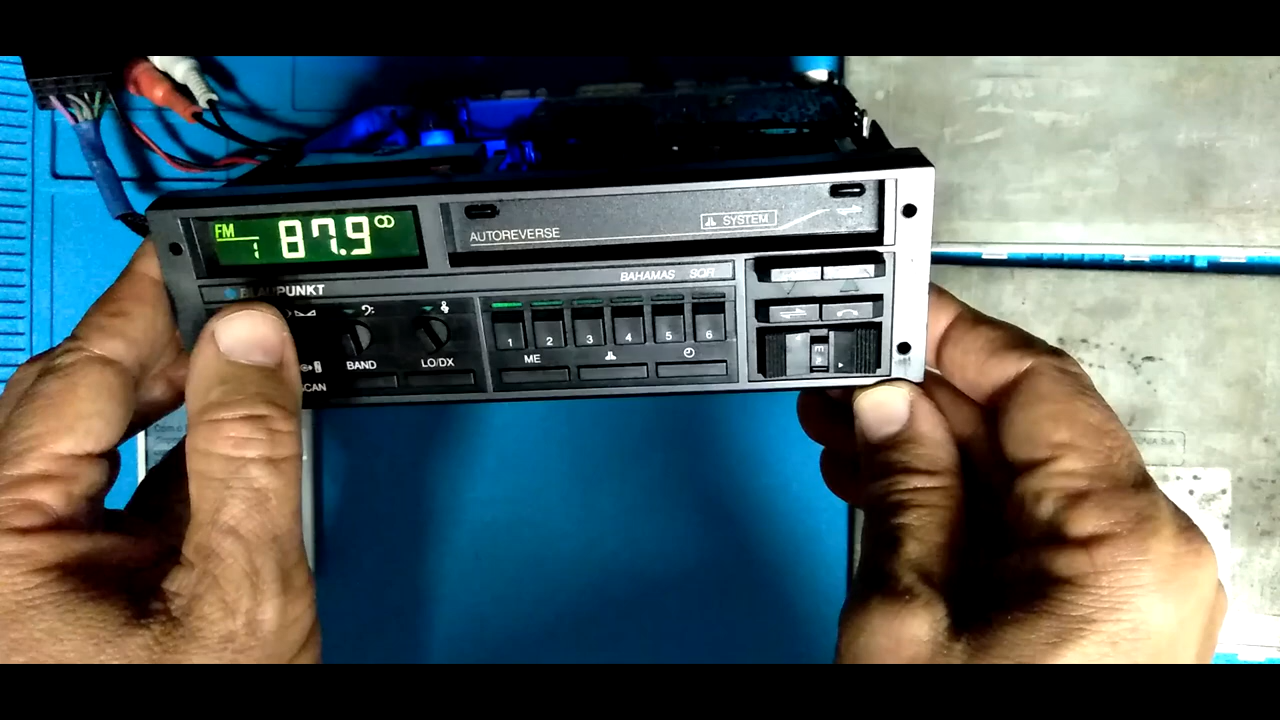 FM 1 87.9
AUTOREVERSE
SYSTEM
BLAUPUNKT
BAHAMAS SQR
BAND
LO/DX
1 2 3 4 5 6
ME
SCAN